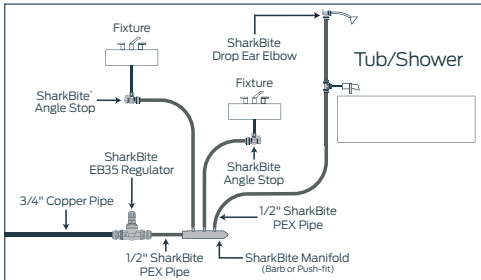 Fixture
SharkBite
Drop Ear Elbow
Tub/Shower
Fixture
SharkBite®
Angle Stop
SharkBite
EB35 Regulator
SharkBite
Angle Stop
3/4" Copper Pipe
1/2" SharkBite
PEX Pipe
1/2" SharkBite
PEX Pipe
SharkBite Manifold
(Barb or Push-fit)